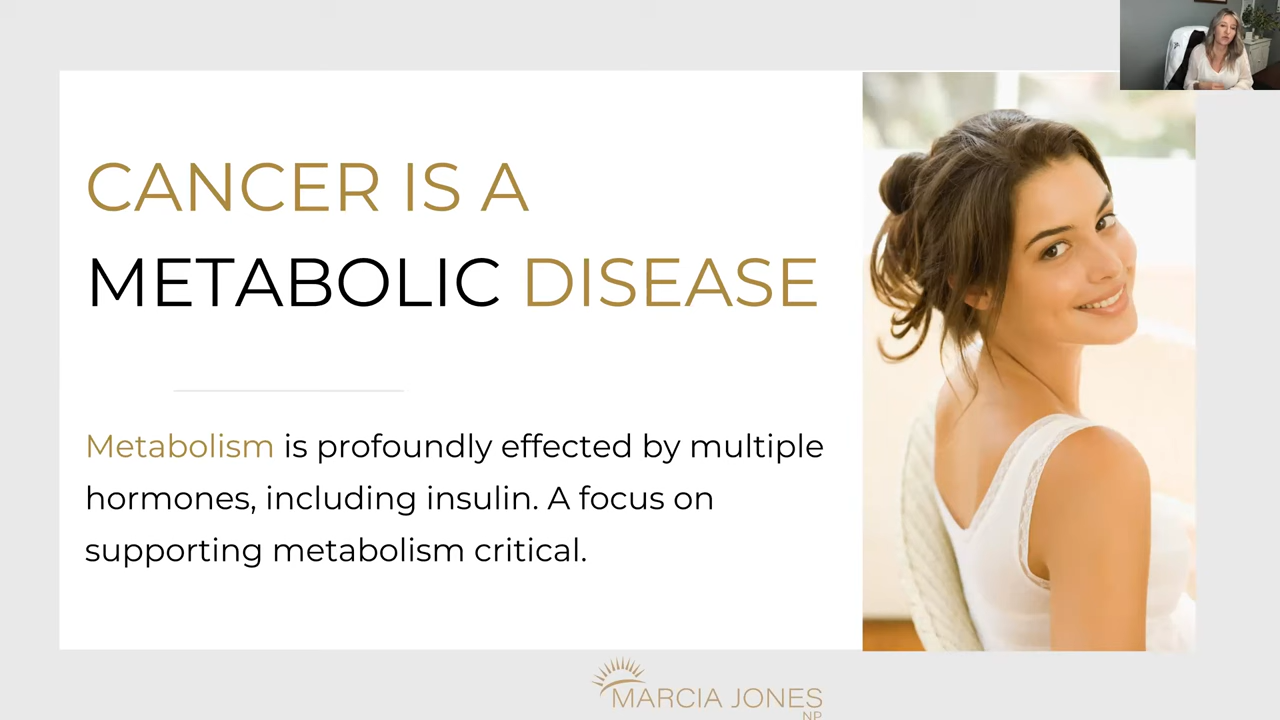 CANCER IS A
METABOLIC DISEASE
Metabolism is profoundly effected by multiple
hormones, including insulin. A focus on
supporting metabolism critical.
MARCIA JONES
NP